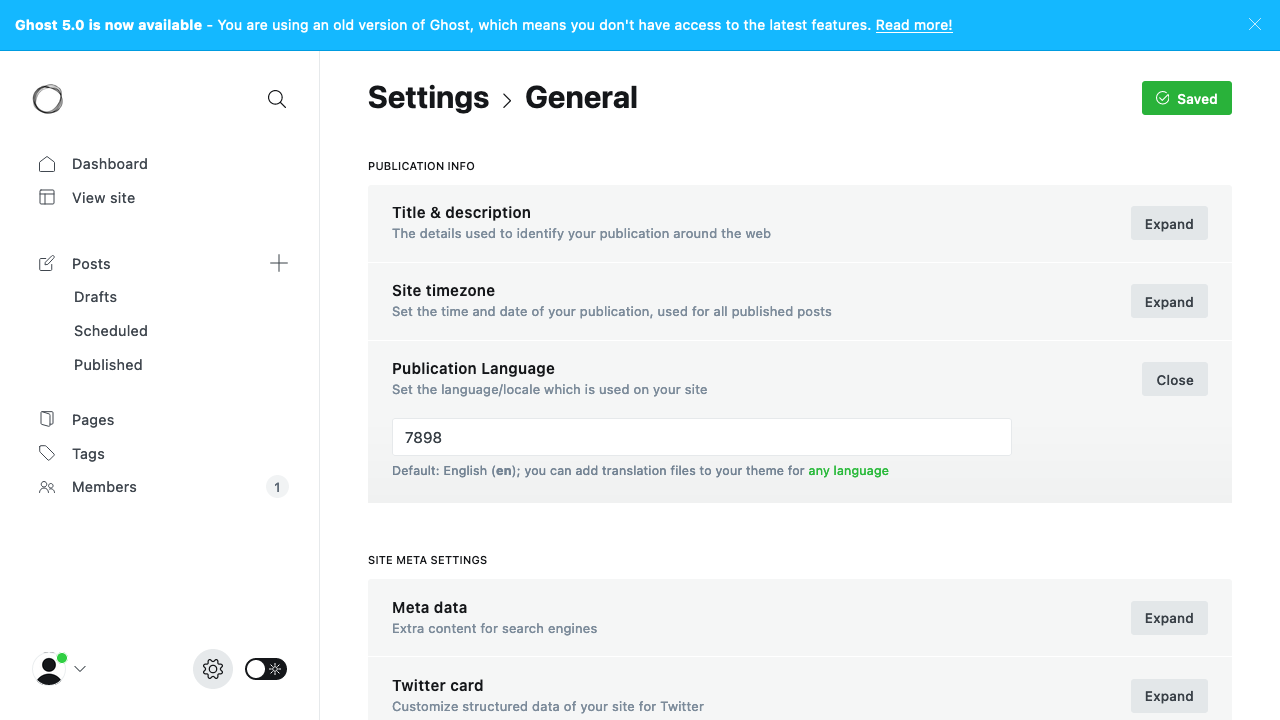 Ghost 5.0 is now available - You are using an old version of Ghost, which means you don't have access to the latest features. Read more!
Settings > General
Saved
Dashboard
View site
Posts
Drafts
Scheduled
Published
Pages
Tags
Members
1
PUBLICATION INFO
Title & description
The details used to identify your publication around the web
Expand
Site timezone
Set the time and date of your publication, used for all published posts
Expand
Publication Language
Set the language/locale which is used on your site
Close
7898
Default: English (en); you can add translation files to your theme for any language
SITE META SETTINGS
Meta data
Extra content for search engines
Expand
Twitter card
Customize structured data of your site for Twitter
Expand